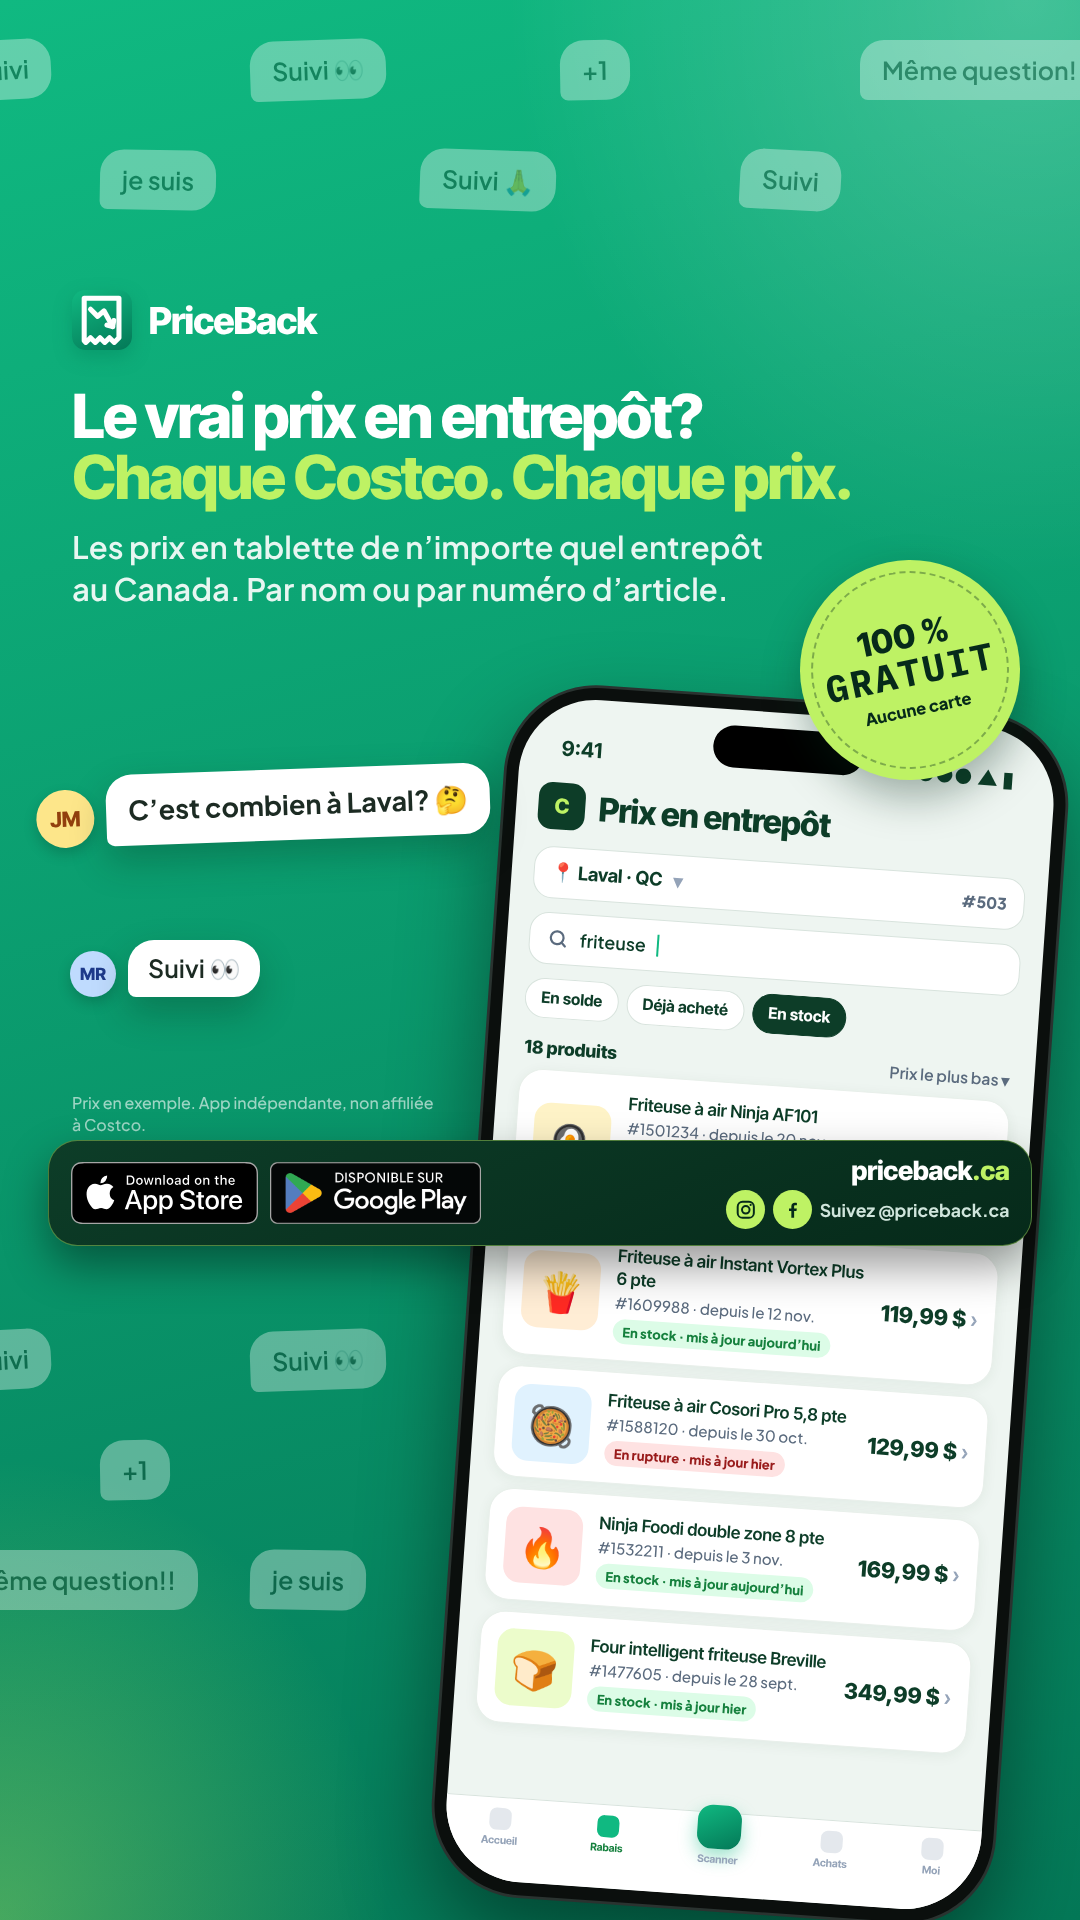 ivi
Suivi 👀
+1
Même question!
je suis
Suivi 🙏
Suivi
PriceBack
Le vrai prix en entrepôt?
Chaque Costco. Chaque prix.
Les prix en tablette de n’importe quel entrepôt
au Canada. Par nom ou par numéro d’article.
100 %
GRATUIT
Aucune carte
9:41
C
Prix en entrepôt
JM
C’est combien à Laval? 🤔
📍 Laval · QC ▾
#503
friteuse
MR
Suivi 👀
En solde
Déjà acheté
En stock
18 produits
Prix le plus bas ▾
Prix en exemple. App indépendante, non affiliée
à Costco.
Friteuse à air Ninja AF101
#1501234 · depuis le 20 nov.
Download on the
App Store
DISPONIBLE SUR
Google Play
priceback.ca
Suivez @priceback.ca
Friteuse à air Instant Vortex Plus
6 pte
#1609988 · depuis le 12 nov.
En stock · mis à jour aujourd’hui
119,99 $ ›
ivi
Suivi 👀
Friteuse à air Cosori Pro 5,8 pte
#1588120 · depuis le 30 oct.
En rupture · mis à jour hier
129,99 $ ›
+1
Ninja Foodi double zone 8 pte
#1532211 · depuis le 3 nov.
En stock · mis à jour aujourd’hui
169,99 $ ›
ême question!!
je suis
Four intelligent friteuse Breville
#1477605 · depuis le 28 sept.
En stock · mis à jour hier
349,99 $ ›
Accueil
Rabais
Scanner
Achats
Moi